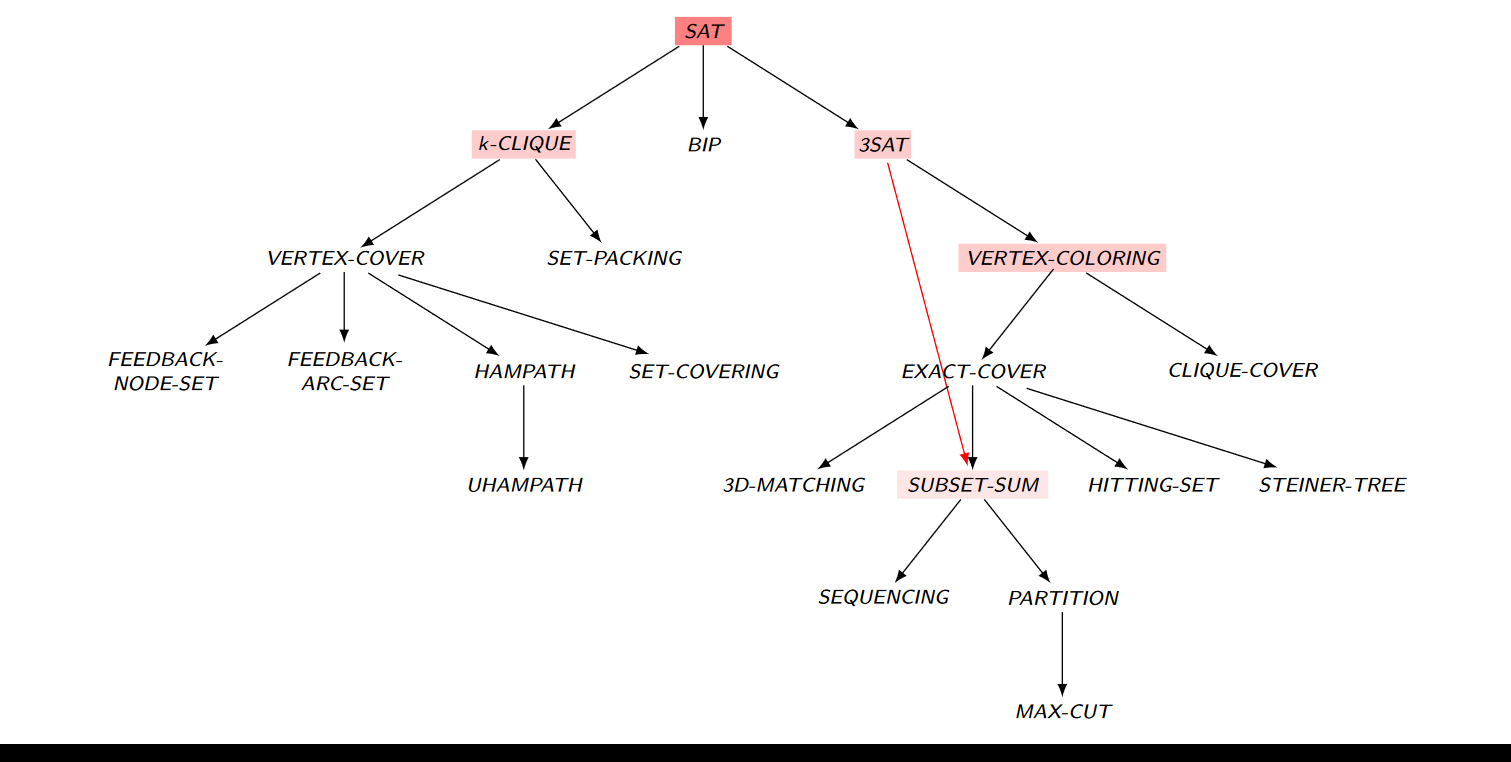 SAT
k-CLIQUE
BIP
3SAT
VERTEX-COVER
SET-PACKING
VERTEX-COLORING
FEEDBACK-
NODE-SET
FEEDBACK-
ARC-SET
HAMPATH
SET-COVERING
EXACT-COVER
CLIQUE-COVER
UHAMPATH
3D-MATCHING
SUBSET-SUM
HITTING-SET
STEINER-TREE
SEQUENCING
PARTITION
MAX-CUT